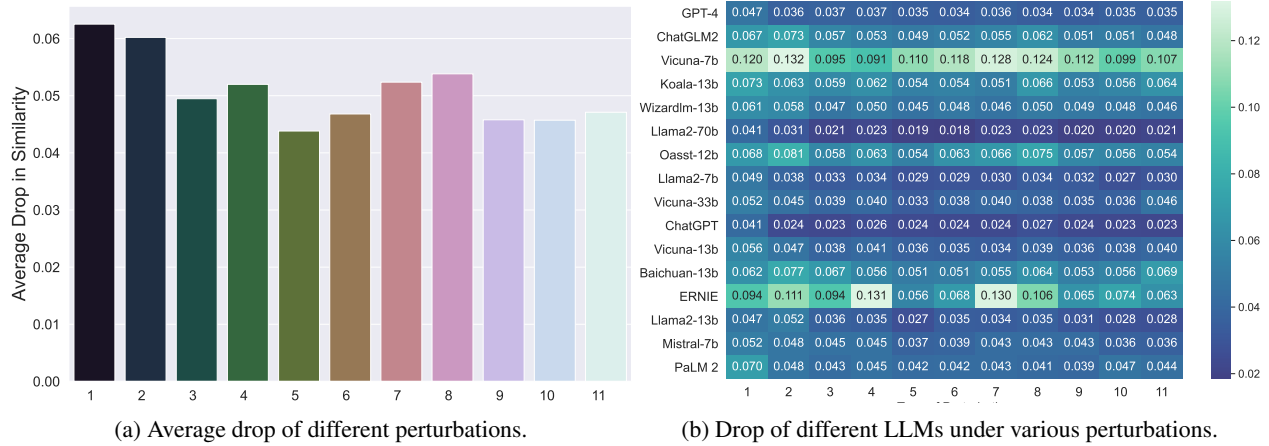 Average Drop in Similarity
0.06
0.05
0.04
0.03
0.02
0.01
0.00
1 2 3 4 5 6 7 8 9 10 11
(a) Average drop of different perturbations.
GPT-4 0.047 0.036 0.037 0.037 0.035 0.034 0.036 0.034 0.034 0.035 0.035
ChatGLM2 0.067 0.073 0.057 0.053 0.049 0.052 0.055 0.062 0.051 0.051 0.048
Vicuna-7b 0.120 0.132 0.095 0.091 0.110 0.118 0.128 0.124 0.112 0.099 0.107
Koala-13b 0.073 0.063 0.059 0.062 0.054 0.054 0.051 0.066 0.053 0.056 0.064
Wizardlm-13b 0.061 0.058 0.047 0.050 0.045 0.048 0.046 0.050 0.049 0.048 0.046
Llama2-70b 0.041 0.031 0.021 0.023 0.019 0.018 0.023 0.023 0.020 0.020 0.021
Oasst-12b 0.068 0.081 0.058 0.063 0.054 0.063 0.066 0.075 0.057 0.056 0.054
Llama2-7b 0.049 0.038 0.033 0.034 0.029 0.029 0.030 0.034 0.032 0.027 0.030
Vicuna-33b 0.052 0.045 0.039 0.040 0.033 0.038 0.040 0.038 0.035 0.036 0.046
ChatGPT 0.041 0.024 0.023 0.026 0.024 0.024 0.024 0.027 0.024 0.023 0.023
Vicuna-13b 0.056 0.047 0.038 0.041 0.036 0.035 0.034 0.039 0.036 0.038 0.040
Baichuan-13b 0.062 0.077 0.067 0.056 0.051 0.051 0.055 0.064 0.053 0.056 0.069
ERNIE 0.094 0.111 0.094 0.131 0.056 0.068 0.130 0.106 0.065 0.074 0.063
Llama2-13b 0.047 0.052 0.036 0.035 0.027 0.035 0.034 0.035 0.031 0.028 0.028
Mistral-7b 0.052 0.048 0.045 0.045 0.037 0.039 0.043 0.043 0.043 0.036 0.036
PaLM 2 0.070 0.048 0.043 0.045 0.042 0.042 0.043 0.041 0.039 0.047 0.044
1 2 3 4 5 6 7 8 9 10 11
0.12
0.10
0.08
0.06
0.04
0.02
(b) Drop of different LLMs under various perturbations.